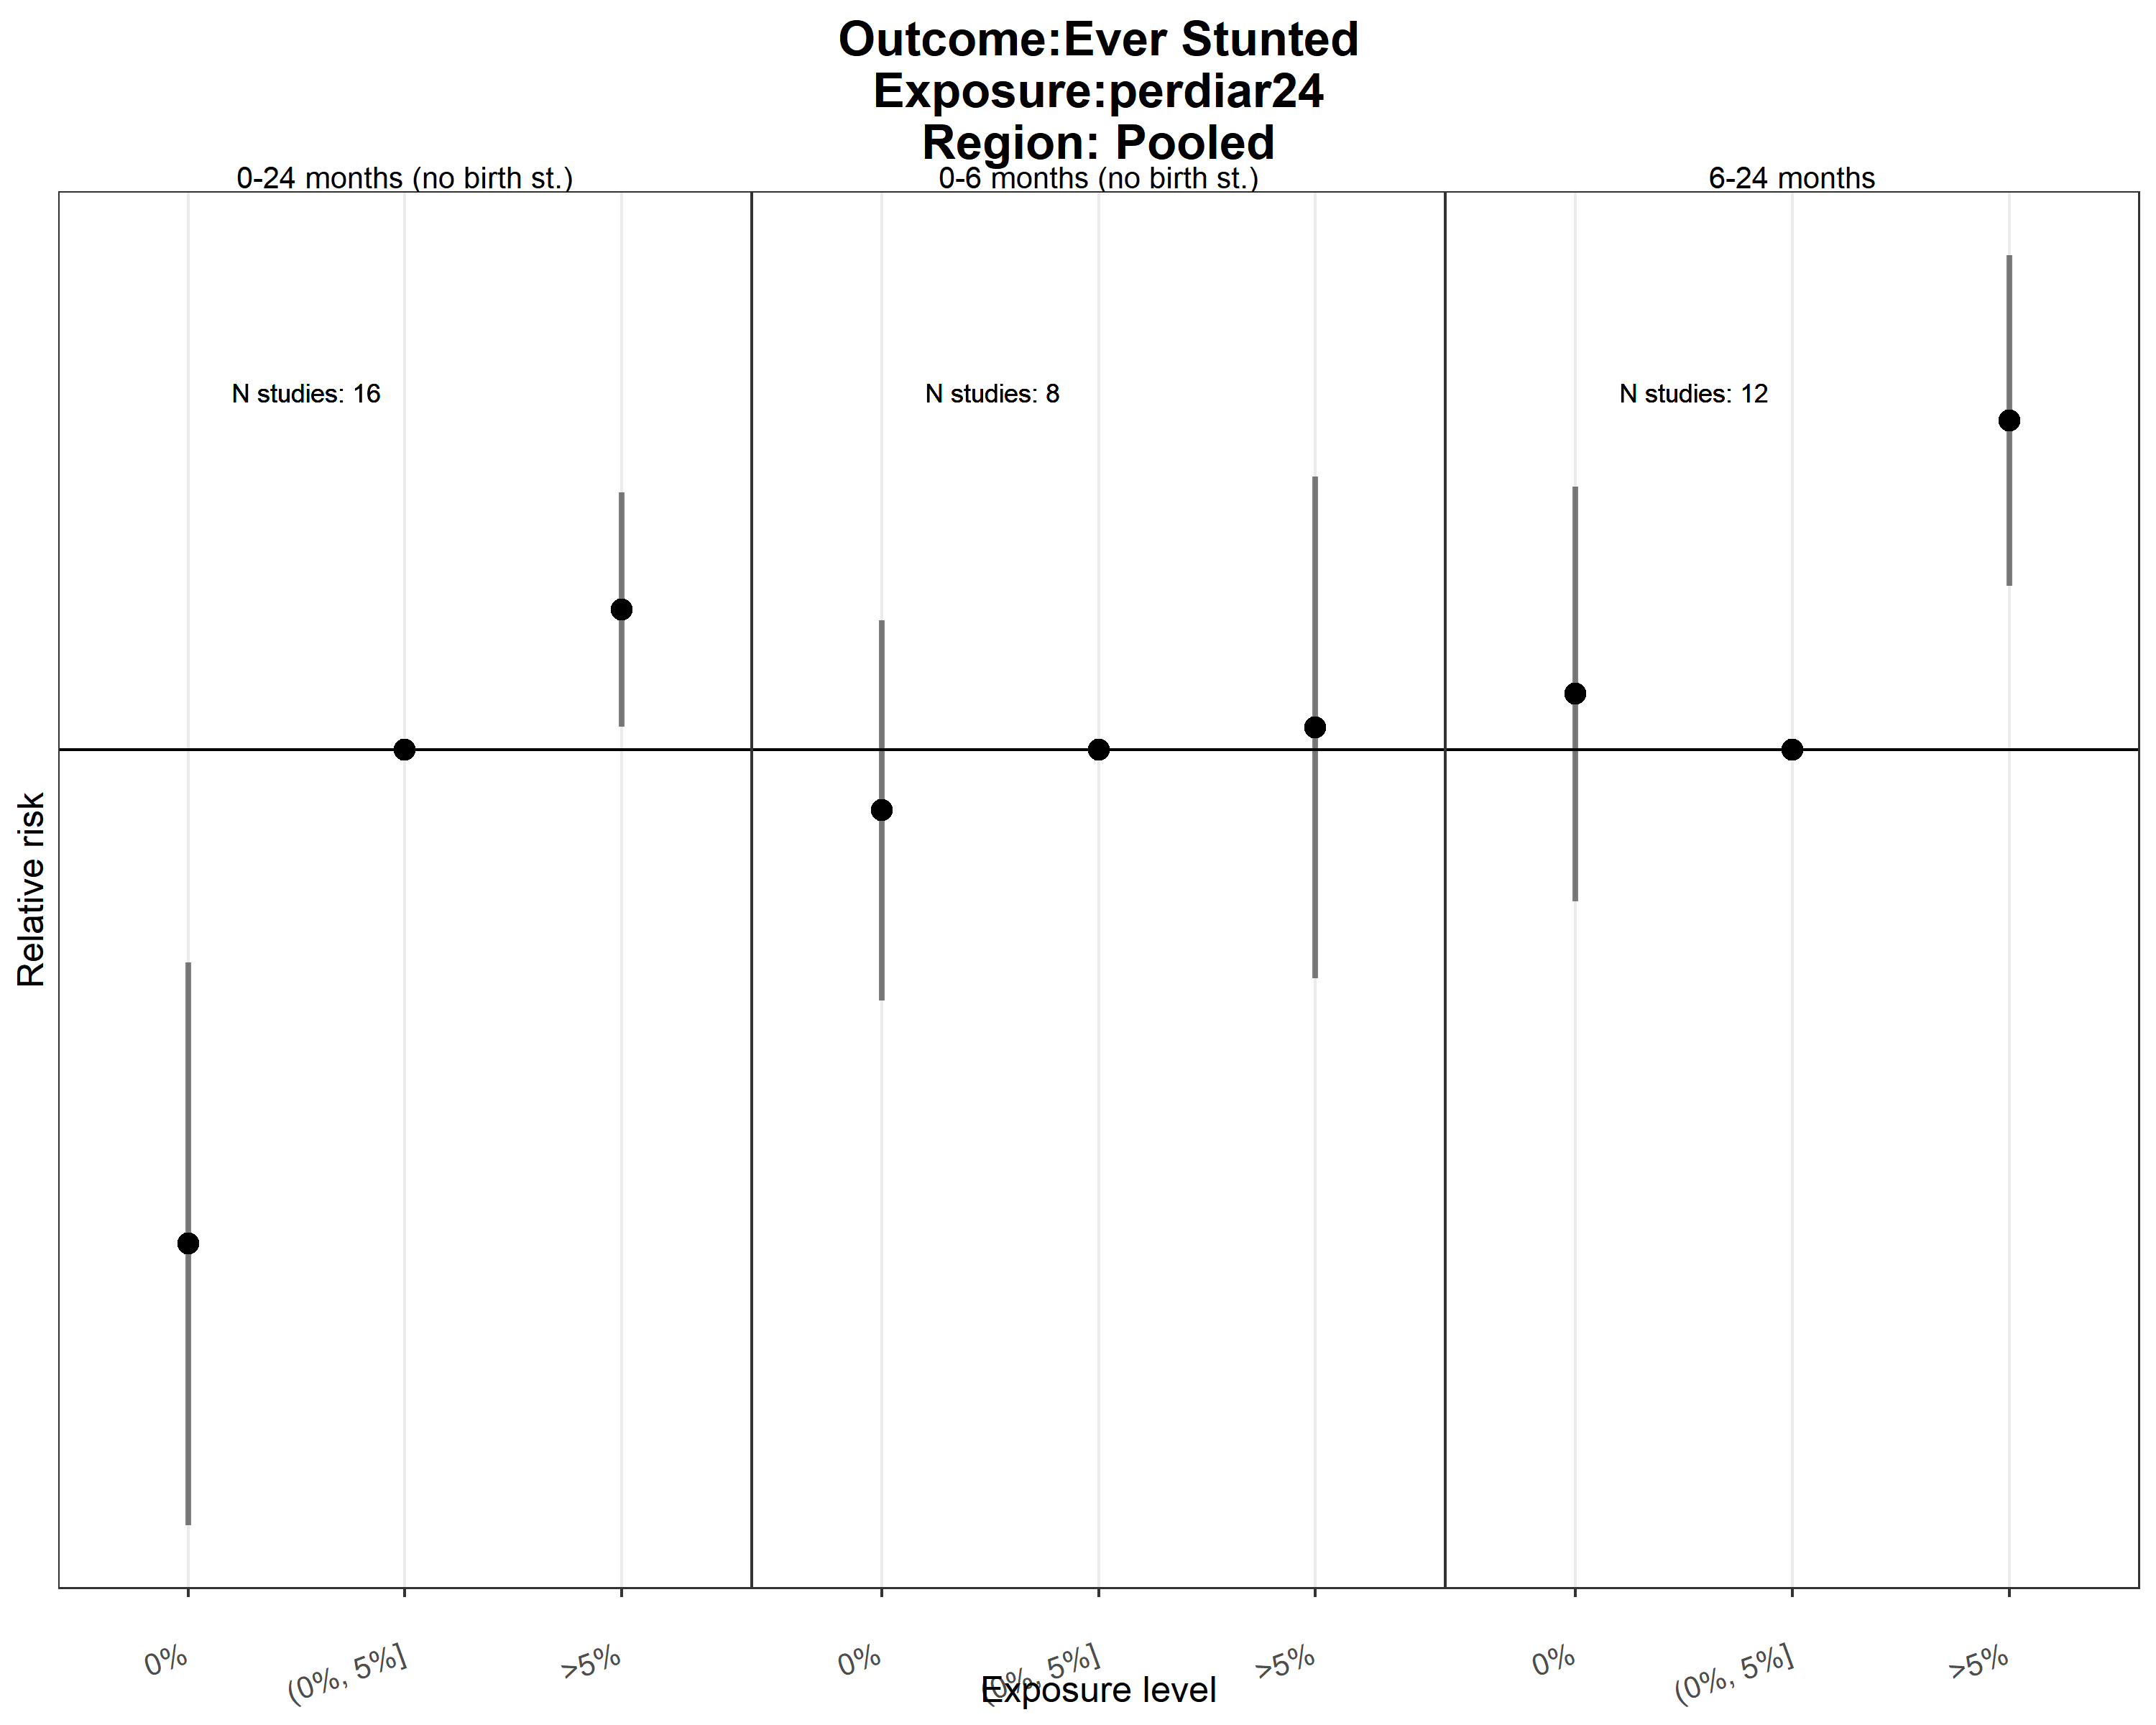 Outcome:Ever Stunted
Exposure:perdiar24
Region: Pooled
0-24 months (no birth st.)
0-6 months (no birth st.)
6-24 months
N studies: 16
N studies: 8
N studies: 12
Relative risk
0%
(0%, 5%]
>5%
0%
(0%, 5%]
>5%
0%
(0%, 5%]
>5%
Exposure level